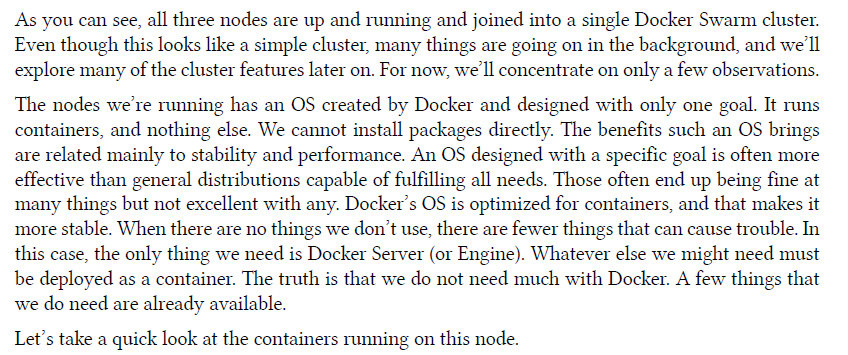 As you can see, all three nodes are up and running and joined into a single Docker Swarm cluster.
Even though this looks like a simple cluster, many things are going on in the background, and we’ll
explore many of the cluster features later on. For now, we’ll concentrate on only a few observations.
The nodes we’re running has an OS created by Docker and designed with only one goal. It runs
containers, and nothing else. We cannot install packages directly. The benefits such an OS brings
are related mainly to stability and performance. An OS designed with a specific goal is often more
effective than general distributions capable of fulfilling all needs. Those often end up being fine at
many things but not excellent with any. Docker’s OS is optimized for containers, and that makes it
more stable. When there are no things we don’t use, there are fewer things that can cause trouble. In
this case, the only thing we need is Docker Server (or Engine). Whatever else we might need must
be deployed as a container. The truth is that we do not need much with Docker. A few things that
we do need are already available.
Let’s take a quick look at the containers running on this node.